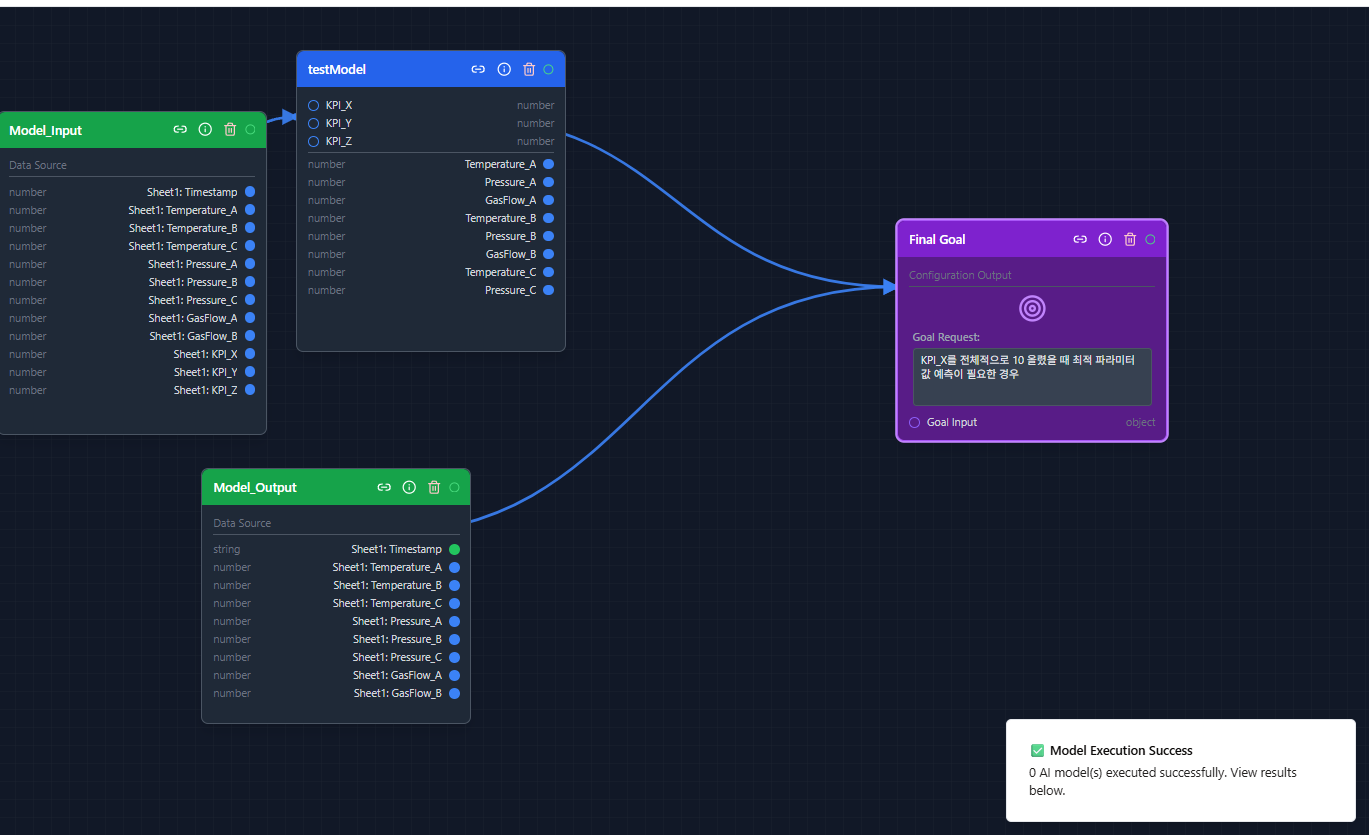 testModel
KPI_X number
KPI_Y number
KPI_Z number
number Temperature_A
number Pressure_A
number GasFlow_A
number Temperature_B
number Pressure_B
number GasFlow_B
number Temperature_C
number Pressure_C
Model_Input
Data Source
number Sheet1: Timestamp
number Sheet1: Temperature_A
number Sheet1: Temperature_B
number Sheet1: Temperature_C
number Sheet1: Pressure_A
number Sheet1: Pressure_B
number Sheet1: Pressure_C
number Sheet1: GasFlow_A
number Sheet1: GasFlow_B
number Sheet1: KPI_X
number Sheet1: KPI_Y
number Sheet1: KPI_Z
Final Goal
Configuration Output
Goal Request:
KPI_X를 전체적으로 10 올렸을 때 최적 파라미터
값 예측이 필요한 경우
Goal Input object
Model_Output
Data Source
string Sheet1: Timestamp
number Sheet1: Temperature_A
number Sheet1: Temperature_B
number Sheet1: Temperature_C
number Sheet1: Pressure_A
number Sheet1: Pressure_B
number Sheet1: Pressure_C
number Sheet1: GasFlow_A
number Sheet1: GasFlow_B
Model Execution Success
0 AI model(s) executed successfully. View results
below.